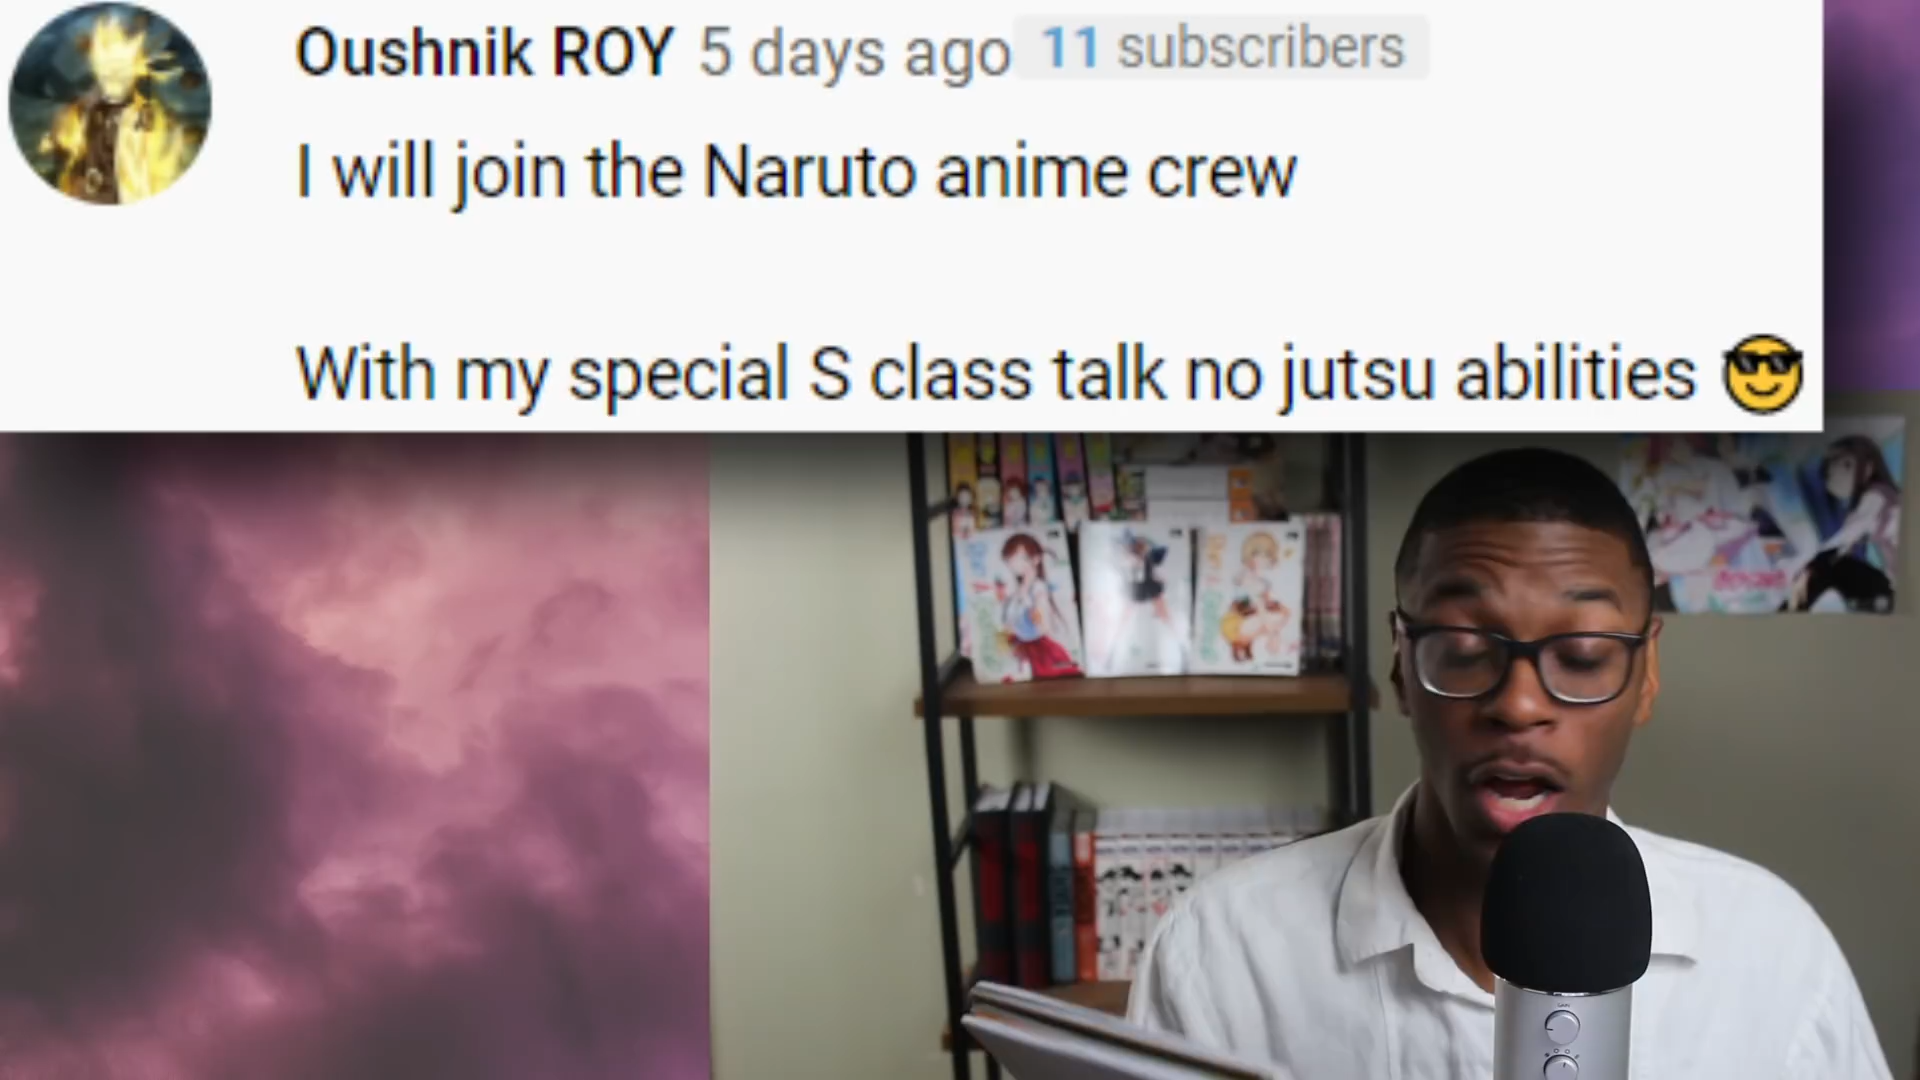 Oushnik ROY 5 days ago 11 subscribers
I will join the Naruto anime crew
With my special S class talk no jutsu abilities 😎